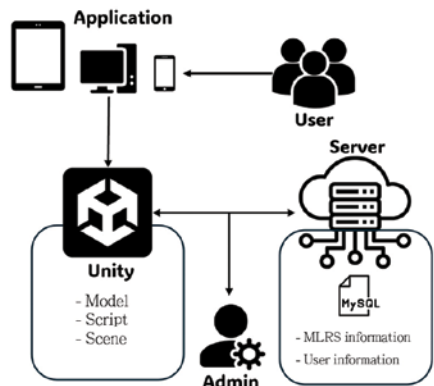 Application
User
Server
Unity
- Model
- Script
- Scene
MySQL
- MLRS information
- User information
Admin